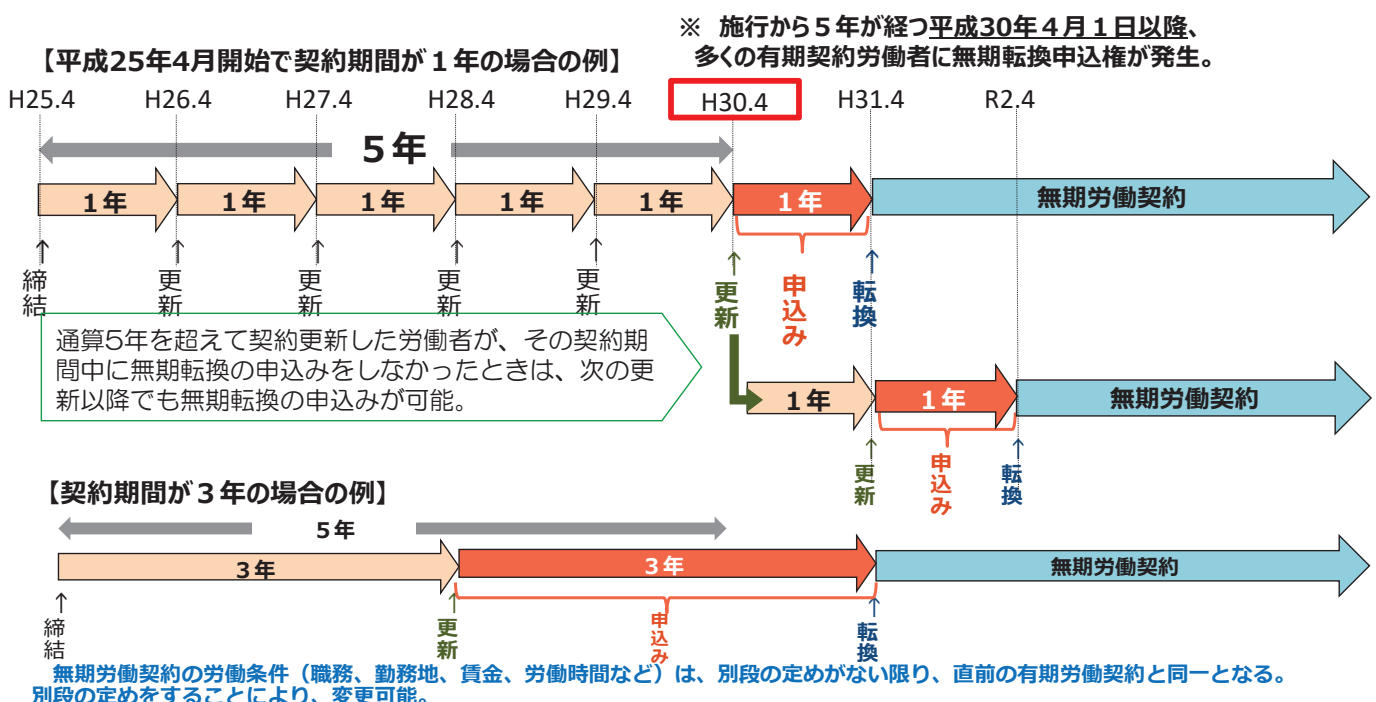 ※ 施行から５年が経つ平成30年４月１日以降、
多くの有期契約労働者に無期転換申込権が発生。
【平成25年4月開始で契約期間が１年の場合の例】
H25.4 H26.4 H27.4 H28.4 H29.4 H30.4 H31.4 R2.4
５年
１年 １年 １年 １年 １年 １年 無期労働契約
↑締結 ↑更新 ↑更新 ↑更新 ↑更新 ↑更新 申込み ↑転換
通算5年を超えて契約更新した労働者が、その契約期
間中に無期転換の申込みをしなかったときは、次の更
新以降でも無期転換の申込みが可能。
１年 １年 無期労働契約
↑更新 申込み ↑転換
【契約期間が３年の場合の例】
５年
３年 ３年 無期労働契約
↑締結 ↑更新 申込み ↑転換
無期労働契約の労働条件（職務、勤務地、賃金、労働時間など）は、別段の定めがない限り、直前の有期労働契約と同一となる。
別段の定めをすることにより、変更可能。